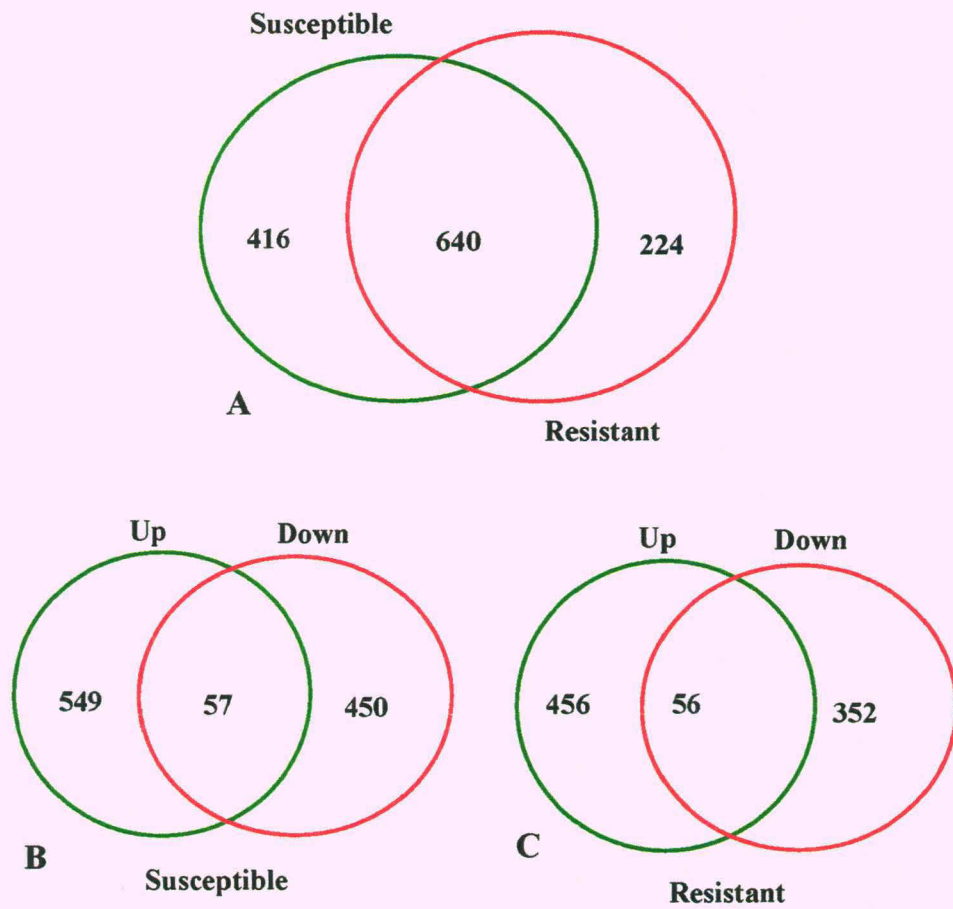 Susceptible
416 640 224
A
Resistant
Up Down
549 57 450
B
Susceptible
Up Down
456 56 352
C
Resistant